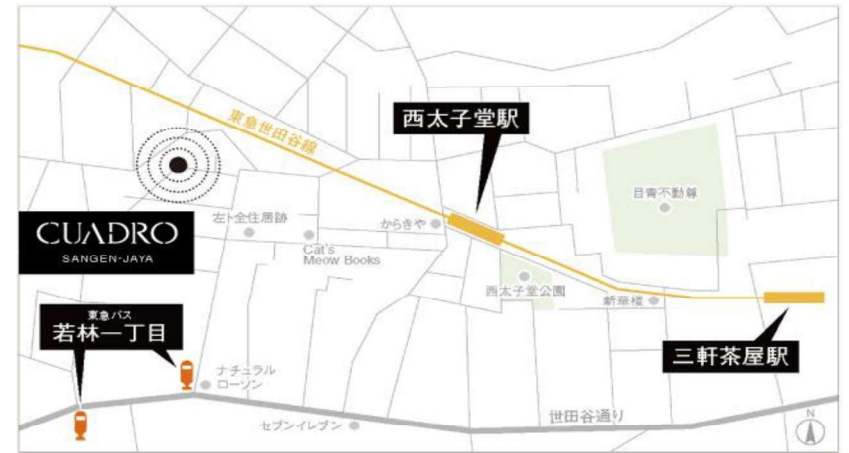 東急世田谷線
西太子堂駅
目青不動尊
CUADRO
SANGEN-JAYA
左卜全住居跡
からきや
Cat's
Meow Books
西太子堂公園
新華楼
東急バス
若林一丁目
三軒茶屋駅
ナチュラル
ローソン
セブンイレブン
世田谷通り
N